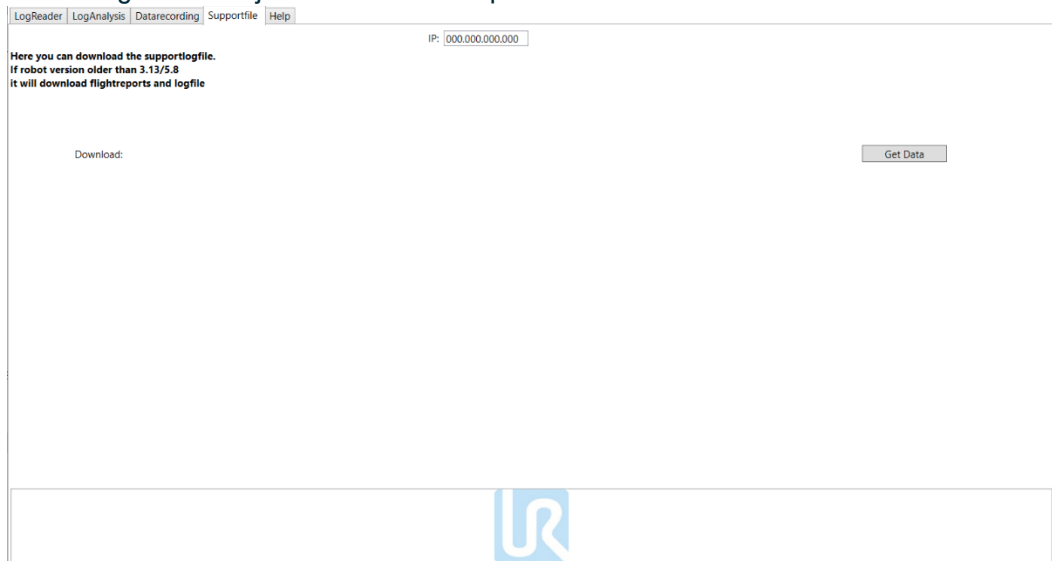 LogReader LogAnalysis Datarecording Supportfile Help
IP: 000.000.000.000
Here you can download the supportlogfile.
If robot version older than 3.13/5.8
it will download flightreports and logfile
Download: Get Data
UR